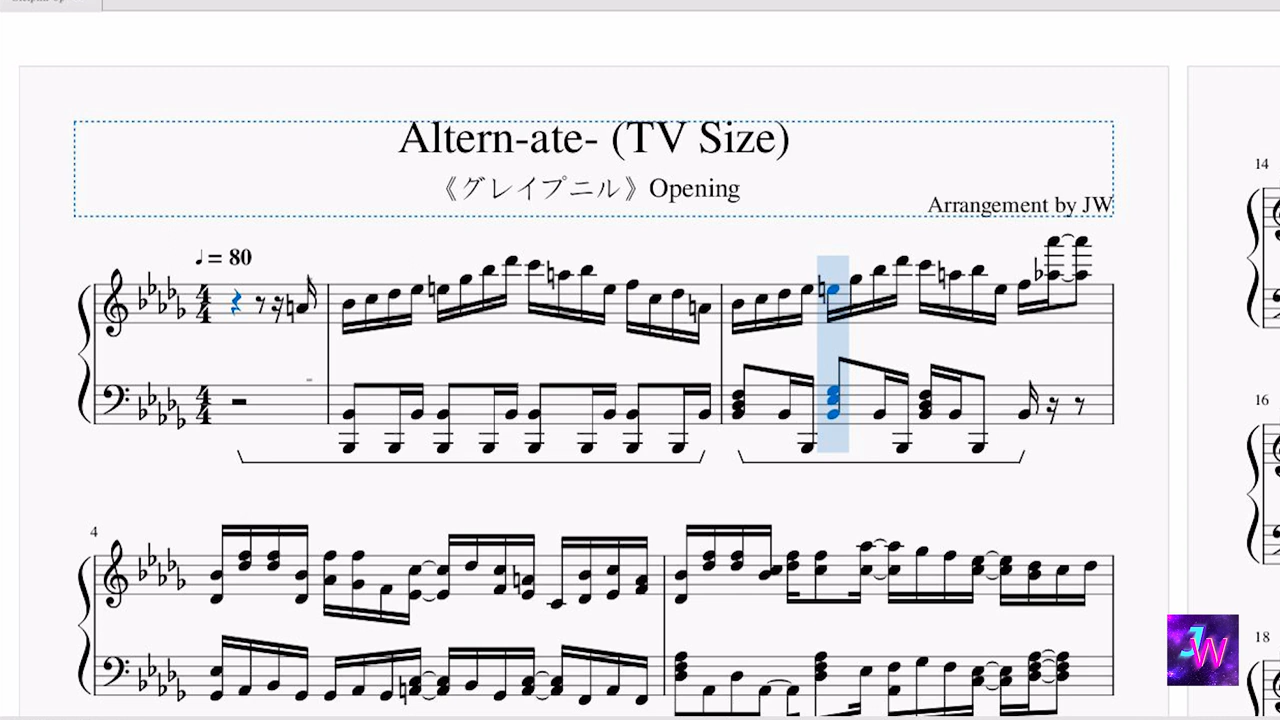 Altern-ate- (TV Size)
《グレイプニル》Opening
Arrangement by JW
♩= 80
4
14
16
18
JW